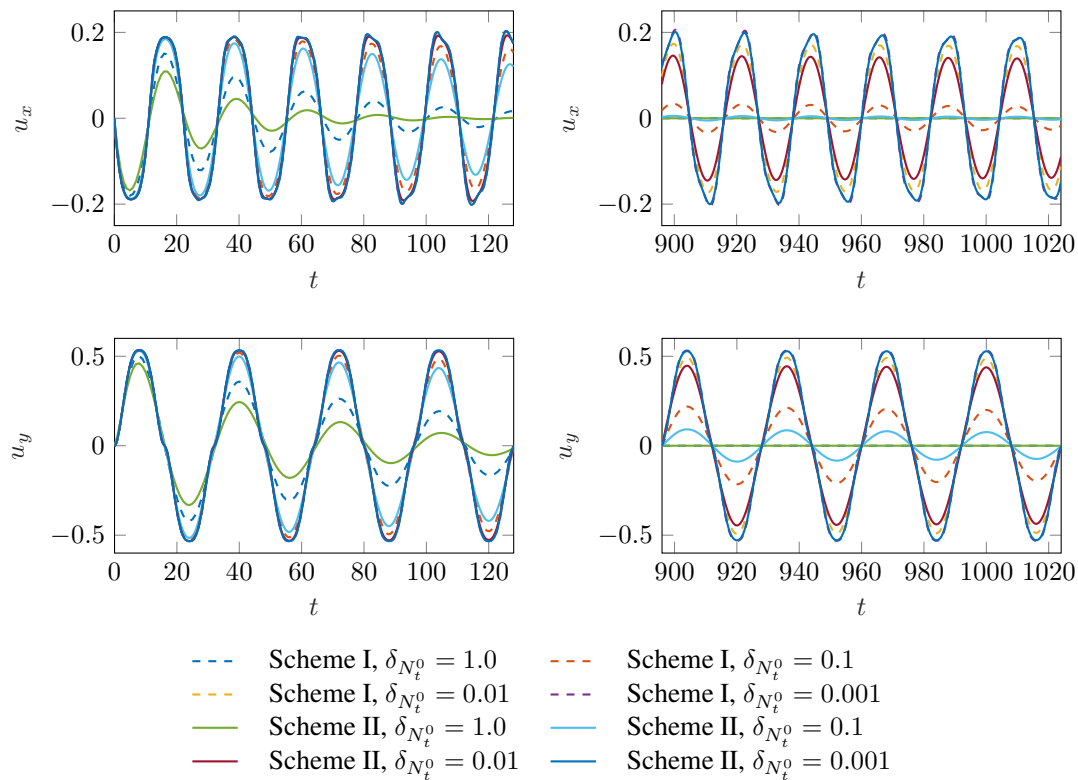 0.2
0
−0.2
u_x
0 20 40 60 80 100 120
t
0.2
0
−0.2
u_x
900 920 940 960 980 1000 1020
t
0.5
0
−0.5
u_y
0 20 40 60 80 100 120
t
0.5
0
−0.5
u_y
900 920 940 960 980 1000 1020
t
Scheme I, δ_{N_t^0} = 1.0
Scheme I, δ_{N_t^0} = 0.1
Scheme I, δ_{N_t^0} = 0.01
Scheme I, δ_{N_t^0} = 0.001
Scheme II, δ_{N_t^0} = 1.0
Scheme II, δ_{N_t^0} = 0.1
Scheme II, δ_{N_t^0} = 0.01
Scheme II, δ_{N_t^0} = 0.001